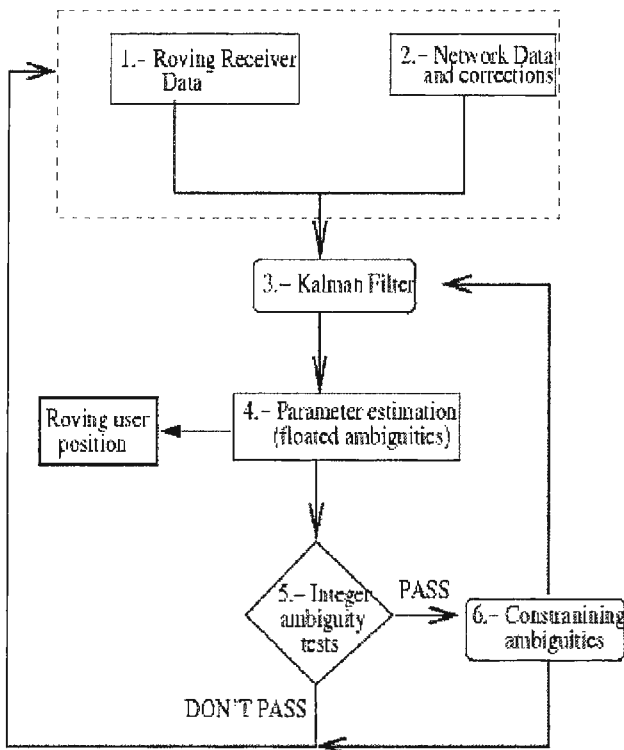 1.- Roving Receiver
Data
2.- Network Data
and corrections
3.- Kalman Filter
4.- Parameter estimation
(floated ambiguities)
Roving user
position
5.- Integer
ambiguity
tests
PASS
6.- Constranining
ambiguities
DON'T PASS